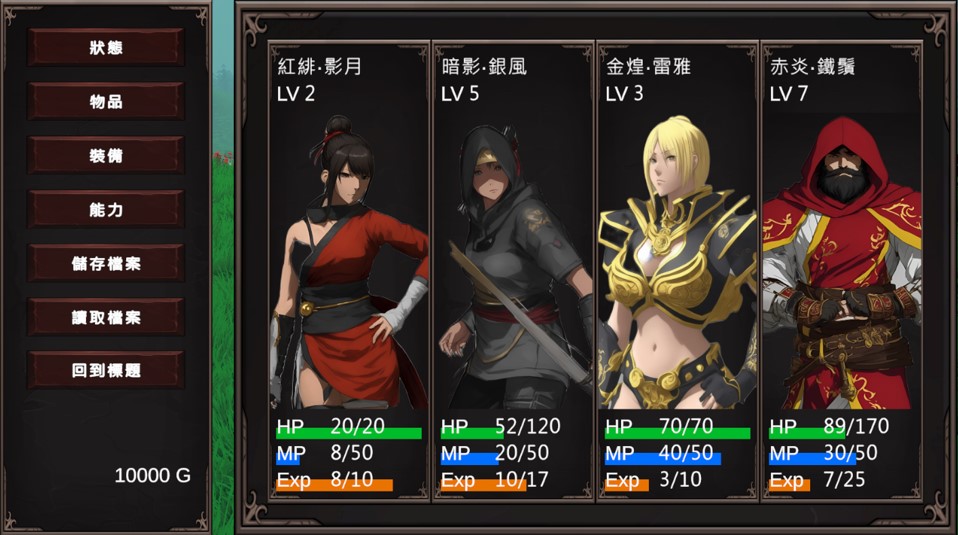 狀態
物品
裝備
能力
儲存檔案
讀取檔案
回到標題
10000 G
紅緋·影月
LV 2
HP 20/20
MP 8/50
Exp 8/10
暗影·銀風
LV 5
HP 52/120
MP 20/50
Exp 10/17
金煌·雷雅
LV 3
HP 70/70
MP 40/50
Exp 3/10
赤炎·鐵鬚
LV 7
HP 89/170
MP 30/50
Exp 7/25